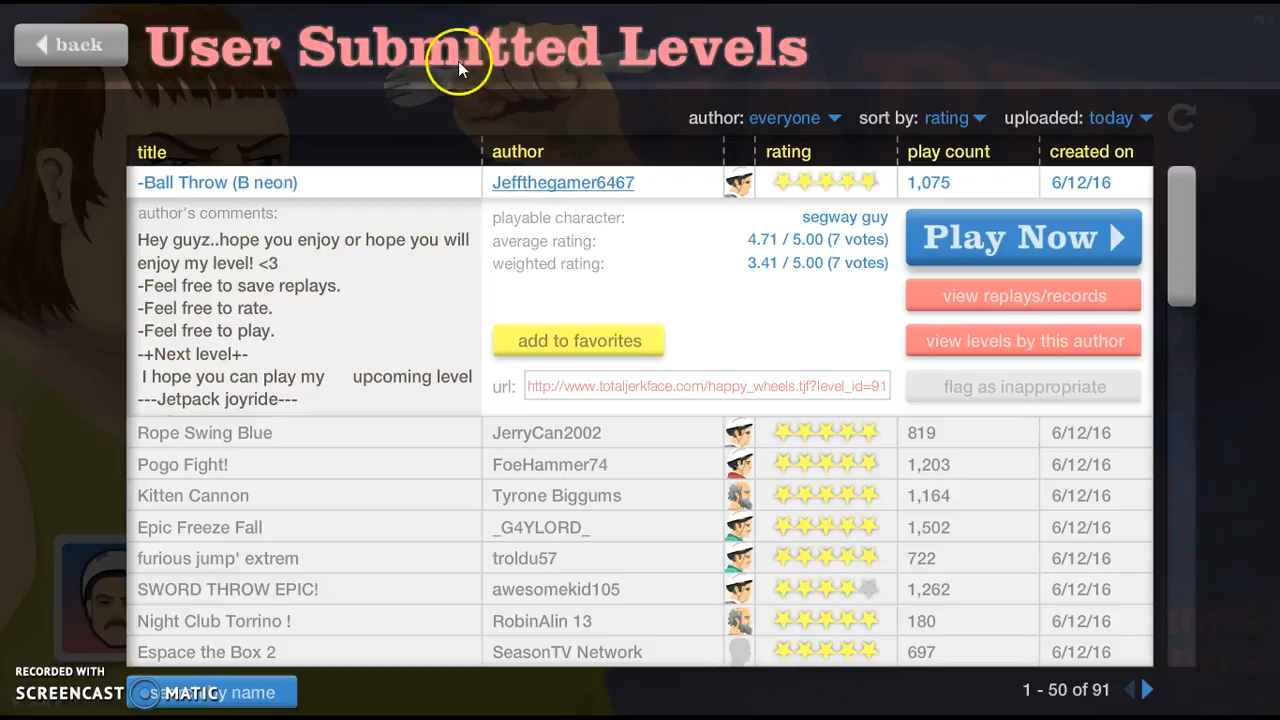 back
User Submitted Levels
author: everyone sort by: rating uploaded: today
title author rating play count created on
-Ball Throw (B neon) Jeffthegamer6467 1,075 6/12/16
author's comments:
Hey guyz..hope you enjoy or hope you will
enjoy my level! <3
-Feel free to save replays.
-Feel free to rate.
-Feel free to play.
-+Next level+-
I hope you can play my upcoming level
---Jetpack joyride---
playable character: segway guy
average rating: 4.71 / 5.00 (7 votes)
weighted rating: 3.41 / 5.00 (7 votes)
add to favorites
url: http://www.totaljerkface.com/happy_wheels.tjf?level_id=91
Play Now
view replays/records
view levels by this author
flag as inappropriate
Rope Swing Blue JerryCan2002 819 6/12/16
Pogo Fight! FoeHammer74 1,203 6/12/16
Kitten Cannon Tyrone Biggums 1,164 6/12/16
Epic Freeze Fall _G4YLORD_ 1,502 6/12/16
furious jump' extrem troldu57 722 6/12/16
SWORD THROW EPIC! awesomekid105 1,262 6/12/16
Night Club Torrino ! RobinAlin 13 180 6/12/16
Espace the Box 2 SeasonTV Network 697 6/12/16
RECORDED WITH
SCREENCAST MATIC
name
1 - 50 of 91